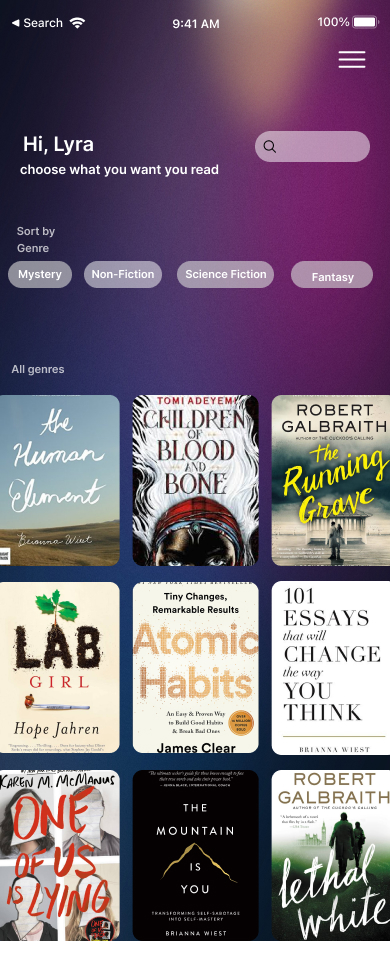 ◀ Search
9:41 AM
100%
Hi, Lyra
choose what you want you read
Sort by
Genre
Mystery
Non-Fiction
Science Fiction
Fantasy
All genres
the
Human
Element
Brianna Wiest
TOMI ADEYEMI
CHILDREN
OF
BLOOD
AND
BONE
ROBERT
GALBRAITH
AUTHOR OF THE CUCKOO'S CALLING
the
Running
Grave
LAB
GIRL
Hope Jahren
Tiny Changes,
Remarkable Results
Atomic
Habits
An Easy & Proven Way
to Build Good Habits
& Break Bad Ones
James Clear
101
ESSAYS
that will
CHANGE
the way
YOU
THINK
BRIANNA WIEST
KAREN M. McMANUS
ONE
OF US
IS LYING
THE
MOUNTAIN
IS
YOU
TRANSFORMING SELF-SABOTAGE
INTO SELF-MASTERY
BRIANNA WIEST
ROBERT
GALBRAITH
AUTHOR OF THE CUCKOO'S CALLING
lethal
white